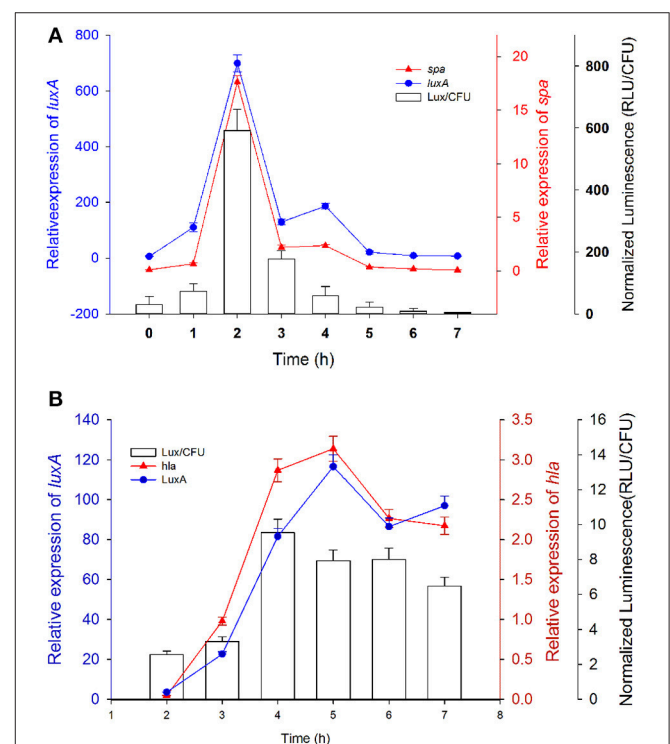 A
Relativeexpression of luxA
800
600
400
200
0
-200
spa
luxA
Lux/CFU
20
15
10
5
0
Relative expression of spa
800
600
400
200
0
Normalized Luminescence (RLU/CFU)
0 1 2 3 4 5 6 7
Time (h)
B
Relative expression of luxA
140
120
100
80
60
40
20
0
Lux/CFU
hla
LuxA
3.5
3.0
2.5
2.0
1.5
1.0
0.5
0.0
Relative expression of hla
16
14
12
10
8
6
4
2
0
Normalized Luminescence(RLU/CFU)
1 2 3 4 5 6 7 8
Time (h)